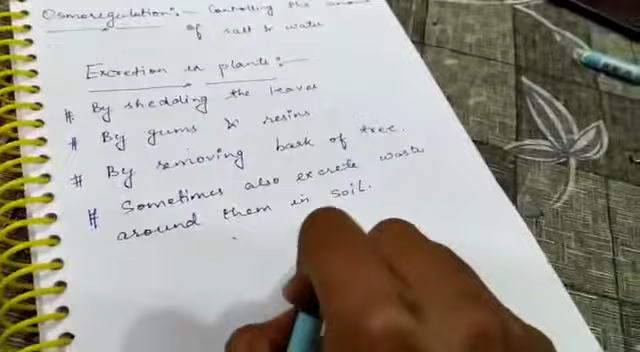 Osmoregulation:- Controlling the amo
of salt & water
Excretion in plants:-
# By shedding the leaves
# By gums & resins
# By removing bark of tree.
# Sometimes also excrete waste
around them in soil.